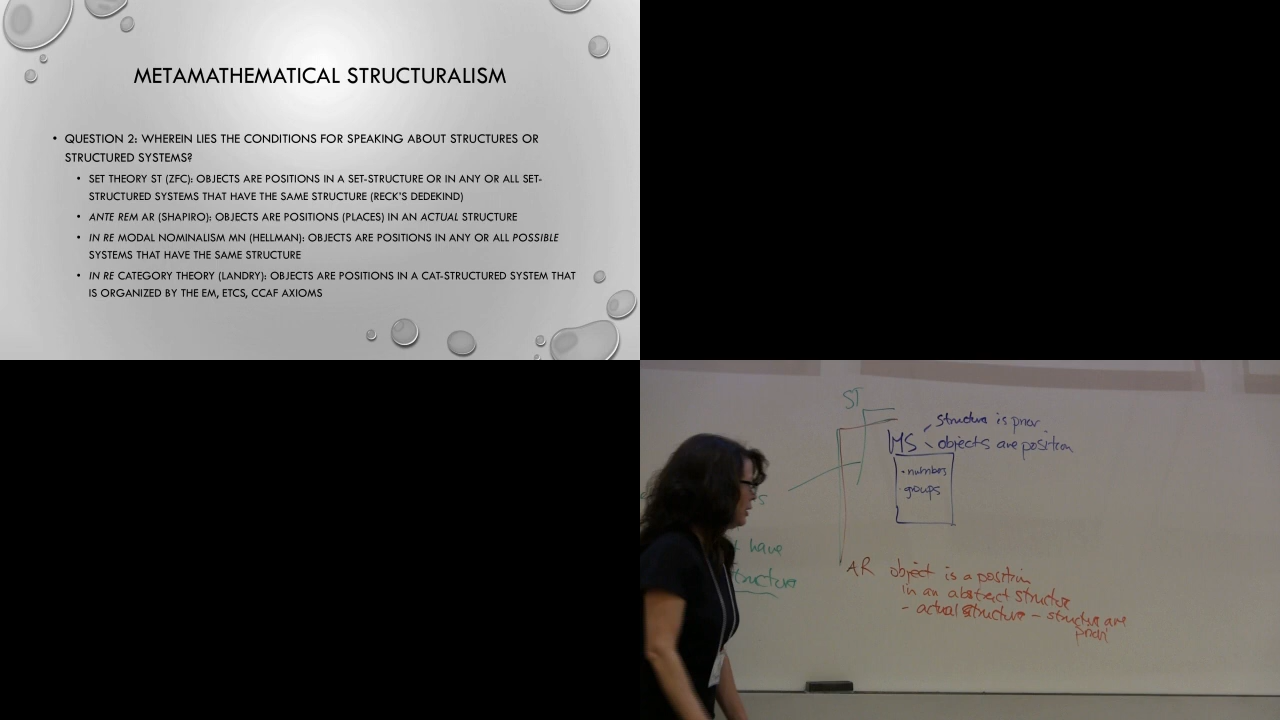 METAMATHEMATICAL STRUCTURALISM
• QUESTION 2: WHEREIN LIES THE CONDITIONS FOR SPEAKING ABOUT STRUCTURES OR
STRUCTURED SYSTEMS?
• SET THEORY ST (ZFC): OBJECTS ARE POSITIONS IN A SET-STRUCTURE OR IN ANY OR ALL SET-
STRUCTURED SYSTEMS THAT HAVE THE SAME STRUCTURE (RECK'S DEDEKIND)
• ANTE REM AR (SHAPIRO): OBJECTS ARE POSITIONS (PLACES) IN AN ACTUAL STRUCTURE
• IN RE MODAL NOMINALISM MN (HELLMAN): OBJECTS ARE POSITIONS IN ANY OR ALL POSSIBLE
SYSTEMS THAT HAVE THE SAME STRUCTURE
• IN RE CATEGORY THEORY (LANDRY): OBJECTS ARE POSITIONS IN A CAT-STRUCTURED SYSTEM THAT
IS ORGANIZED BY THE EM, ETCS, CCAF AXIOMS
ST
structure is prior
MS
objects are position
• numbers
• groups
have
structure
AR object is a position
in an abstract structure
- actual structure - structure are
prior